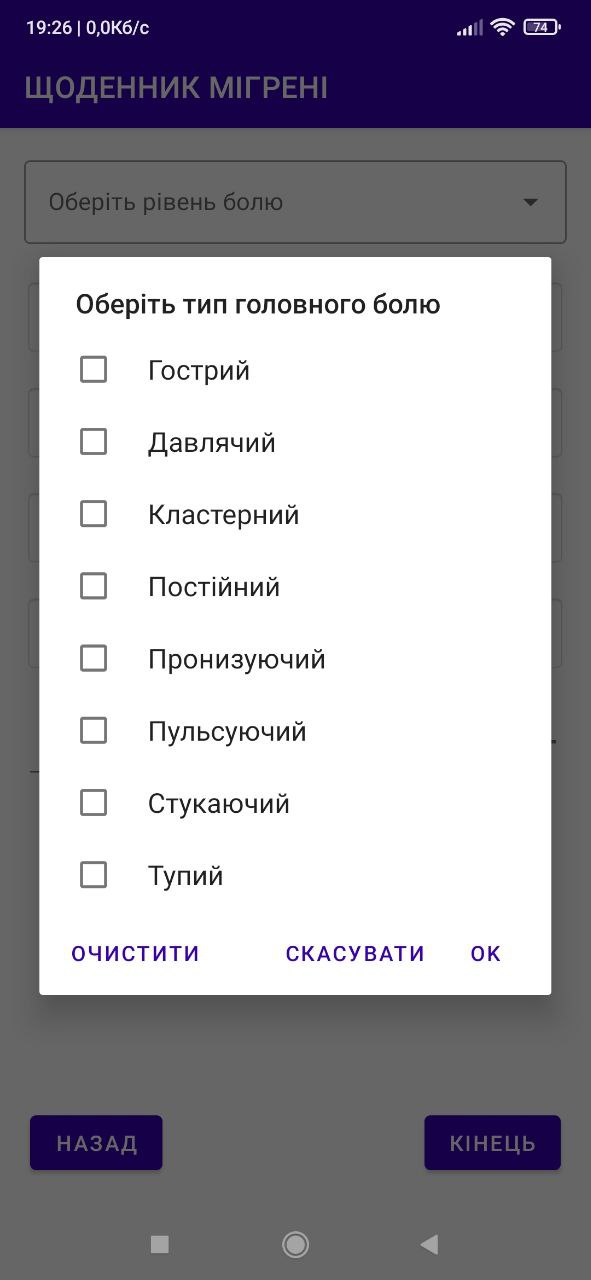 19:26 | 0,0Кб/с
74
ЩОДЕННИК МІГРЕНІ
Оберіть рівень болю
Оберіть тип головного болю
Гострий
Давлячий
Кластерний
Постійний
Пронизуючий
Пульсуючий
Стукаючий
Тупий
ОЧИСТИТИ СКАСУВАТИ OK
НАЗАД КІНЕЦЬ